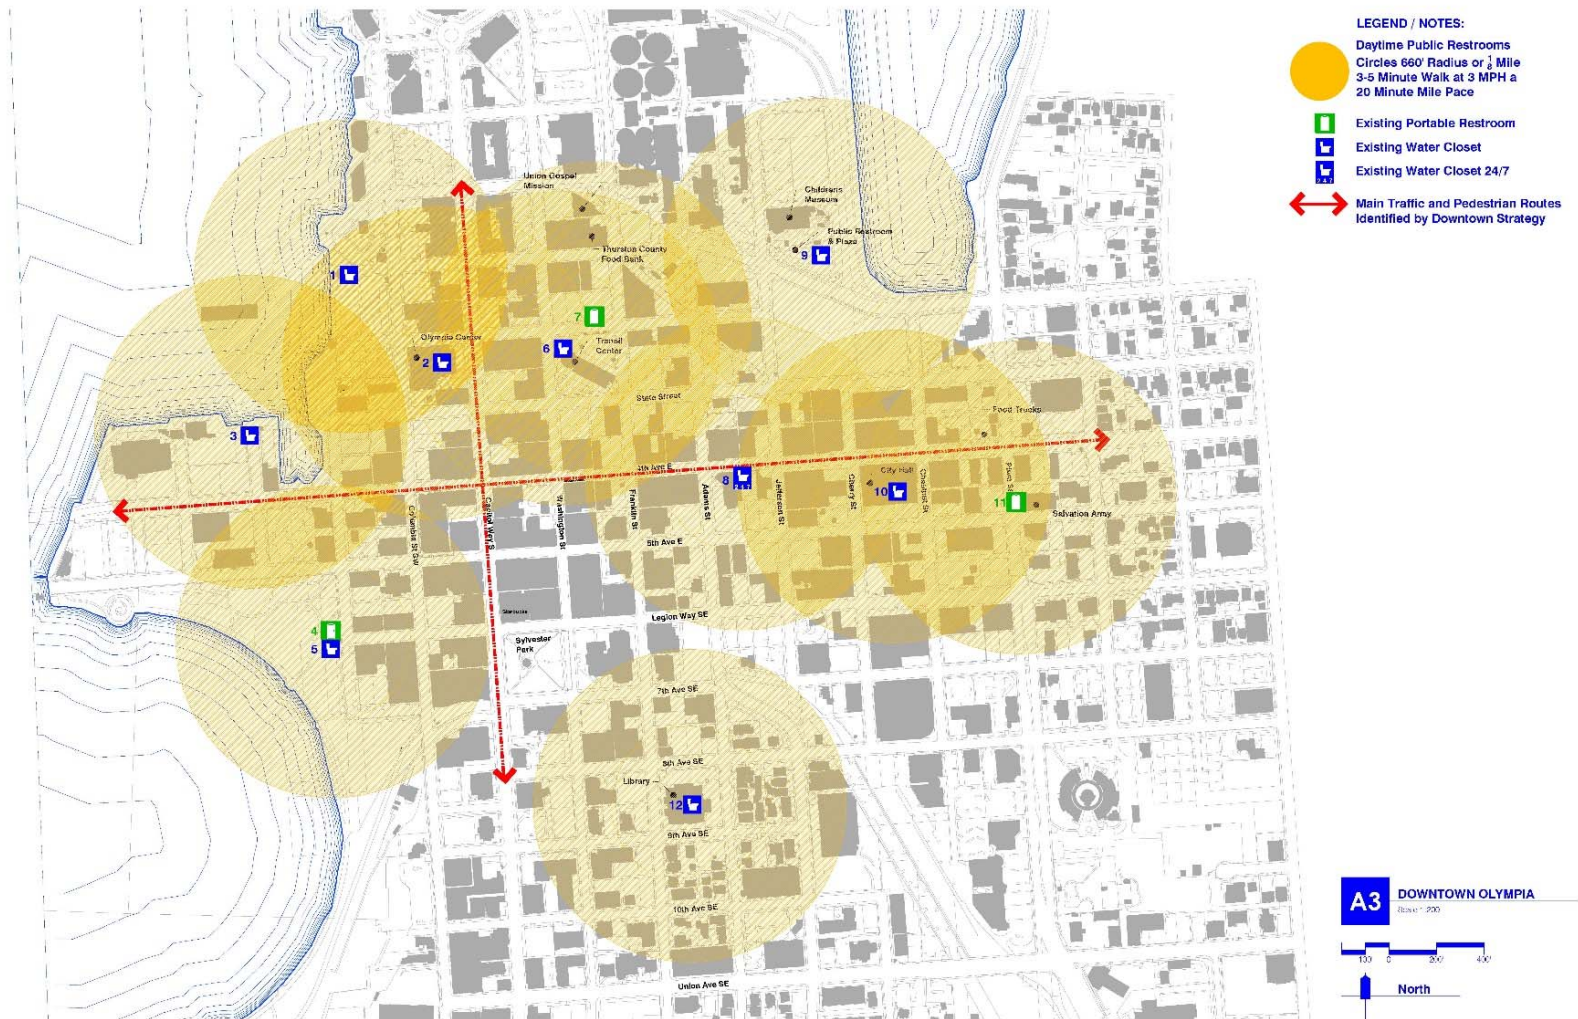 LEGEND / NOTES:
Daytime Public Restrooms
Circles 660' Radius or 1/8 Mile
3-5 Minute Walk at 3 MPH a
20 Minute Mile Pace
Existing Portable Restroom
Existing Water Closet
24/7
Existing Water Closet 24/7
Main Traffic and Pedestrian Routes
Identified by Downtown Strategy
Union Gospel
Mission
Childrens
Museum
Public Restroom
& Plaza
9
Thurston County
Food Bank
1
7
Olympia Center
2
6
Transit
Center
State Street
Food Trucks
3
4th Ave E
8
24/7
City Hall
10
11
Salvation Army
Columbia St SW
Capital Way S
Washington St
Franklin St
Adams St
Jefferson St
Cherry St
Chestnut St
5th Ave E
Legion Way SE
4
5
Sylvester
Park
7th Ave SE
8th Ave SE
Library
12
9th Ave SE
10th Ave SE
Union Ave SE
A3
DOWNTOWN OLYMPIA
100 0 200' 400'
North